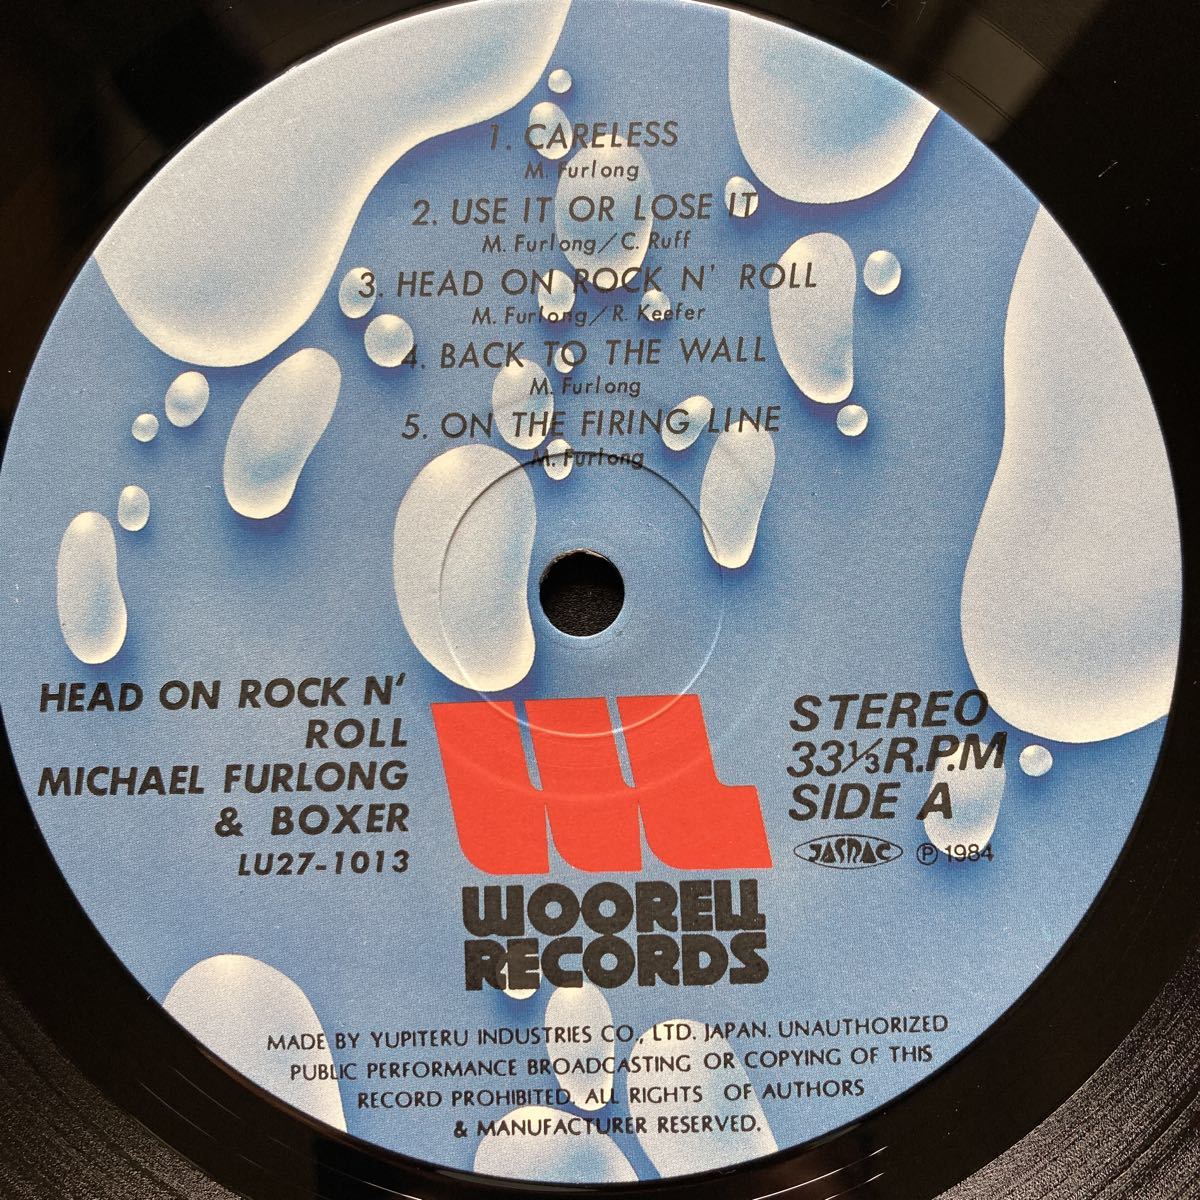 1. CARELESS
M. Furlong
2. USE IT OR LOSE IT
M. Furlong/C. Ruff
3. HEAD ON ROCK N' ROLL
M. Furlong/R. Keefer
4. BACK TO THE WALL
M. Furlong
5. ON THE FIRING LINE
M. Furlong
HEAD ON ROCK N'
ROLL
MICHAEL FURLONG
& BOXER
LU27-1013
STEREO
33⅓R.P.M
SIDE A
JASRAC Ⓟ 1984
WOORELL
RECORDS
MADE BY YUPITERU INDUSTRIES CO., LTD. JAPAN. UNAUTHORIZED
PUBLIC PERFORMANCE BROADCASTING OR COPYING OF THIS
RECORD PROHIBITED. ALL RIGHTS OF AUTHORS
& MANUFACTURER RESERVED.